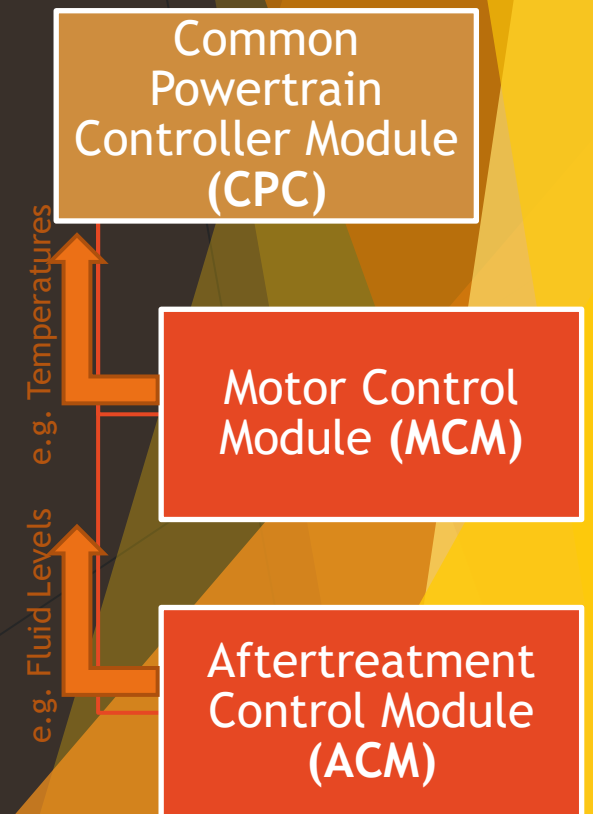 Common
Powertrain
Controller Module
(CPC)
e.g. Temperatures
Motor Control
Module (MCM)
e.g. Fluid Levels
Aftertreatment
Control Module
(ACM)